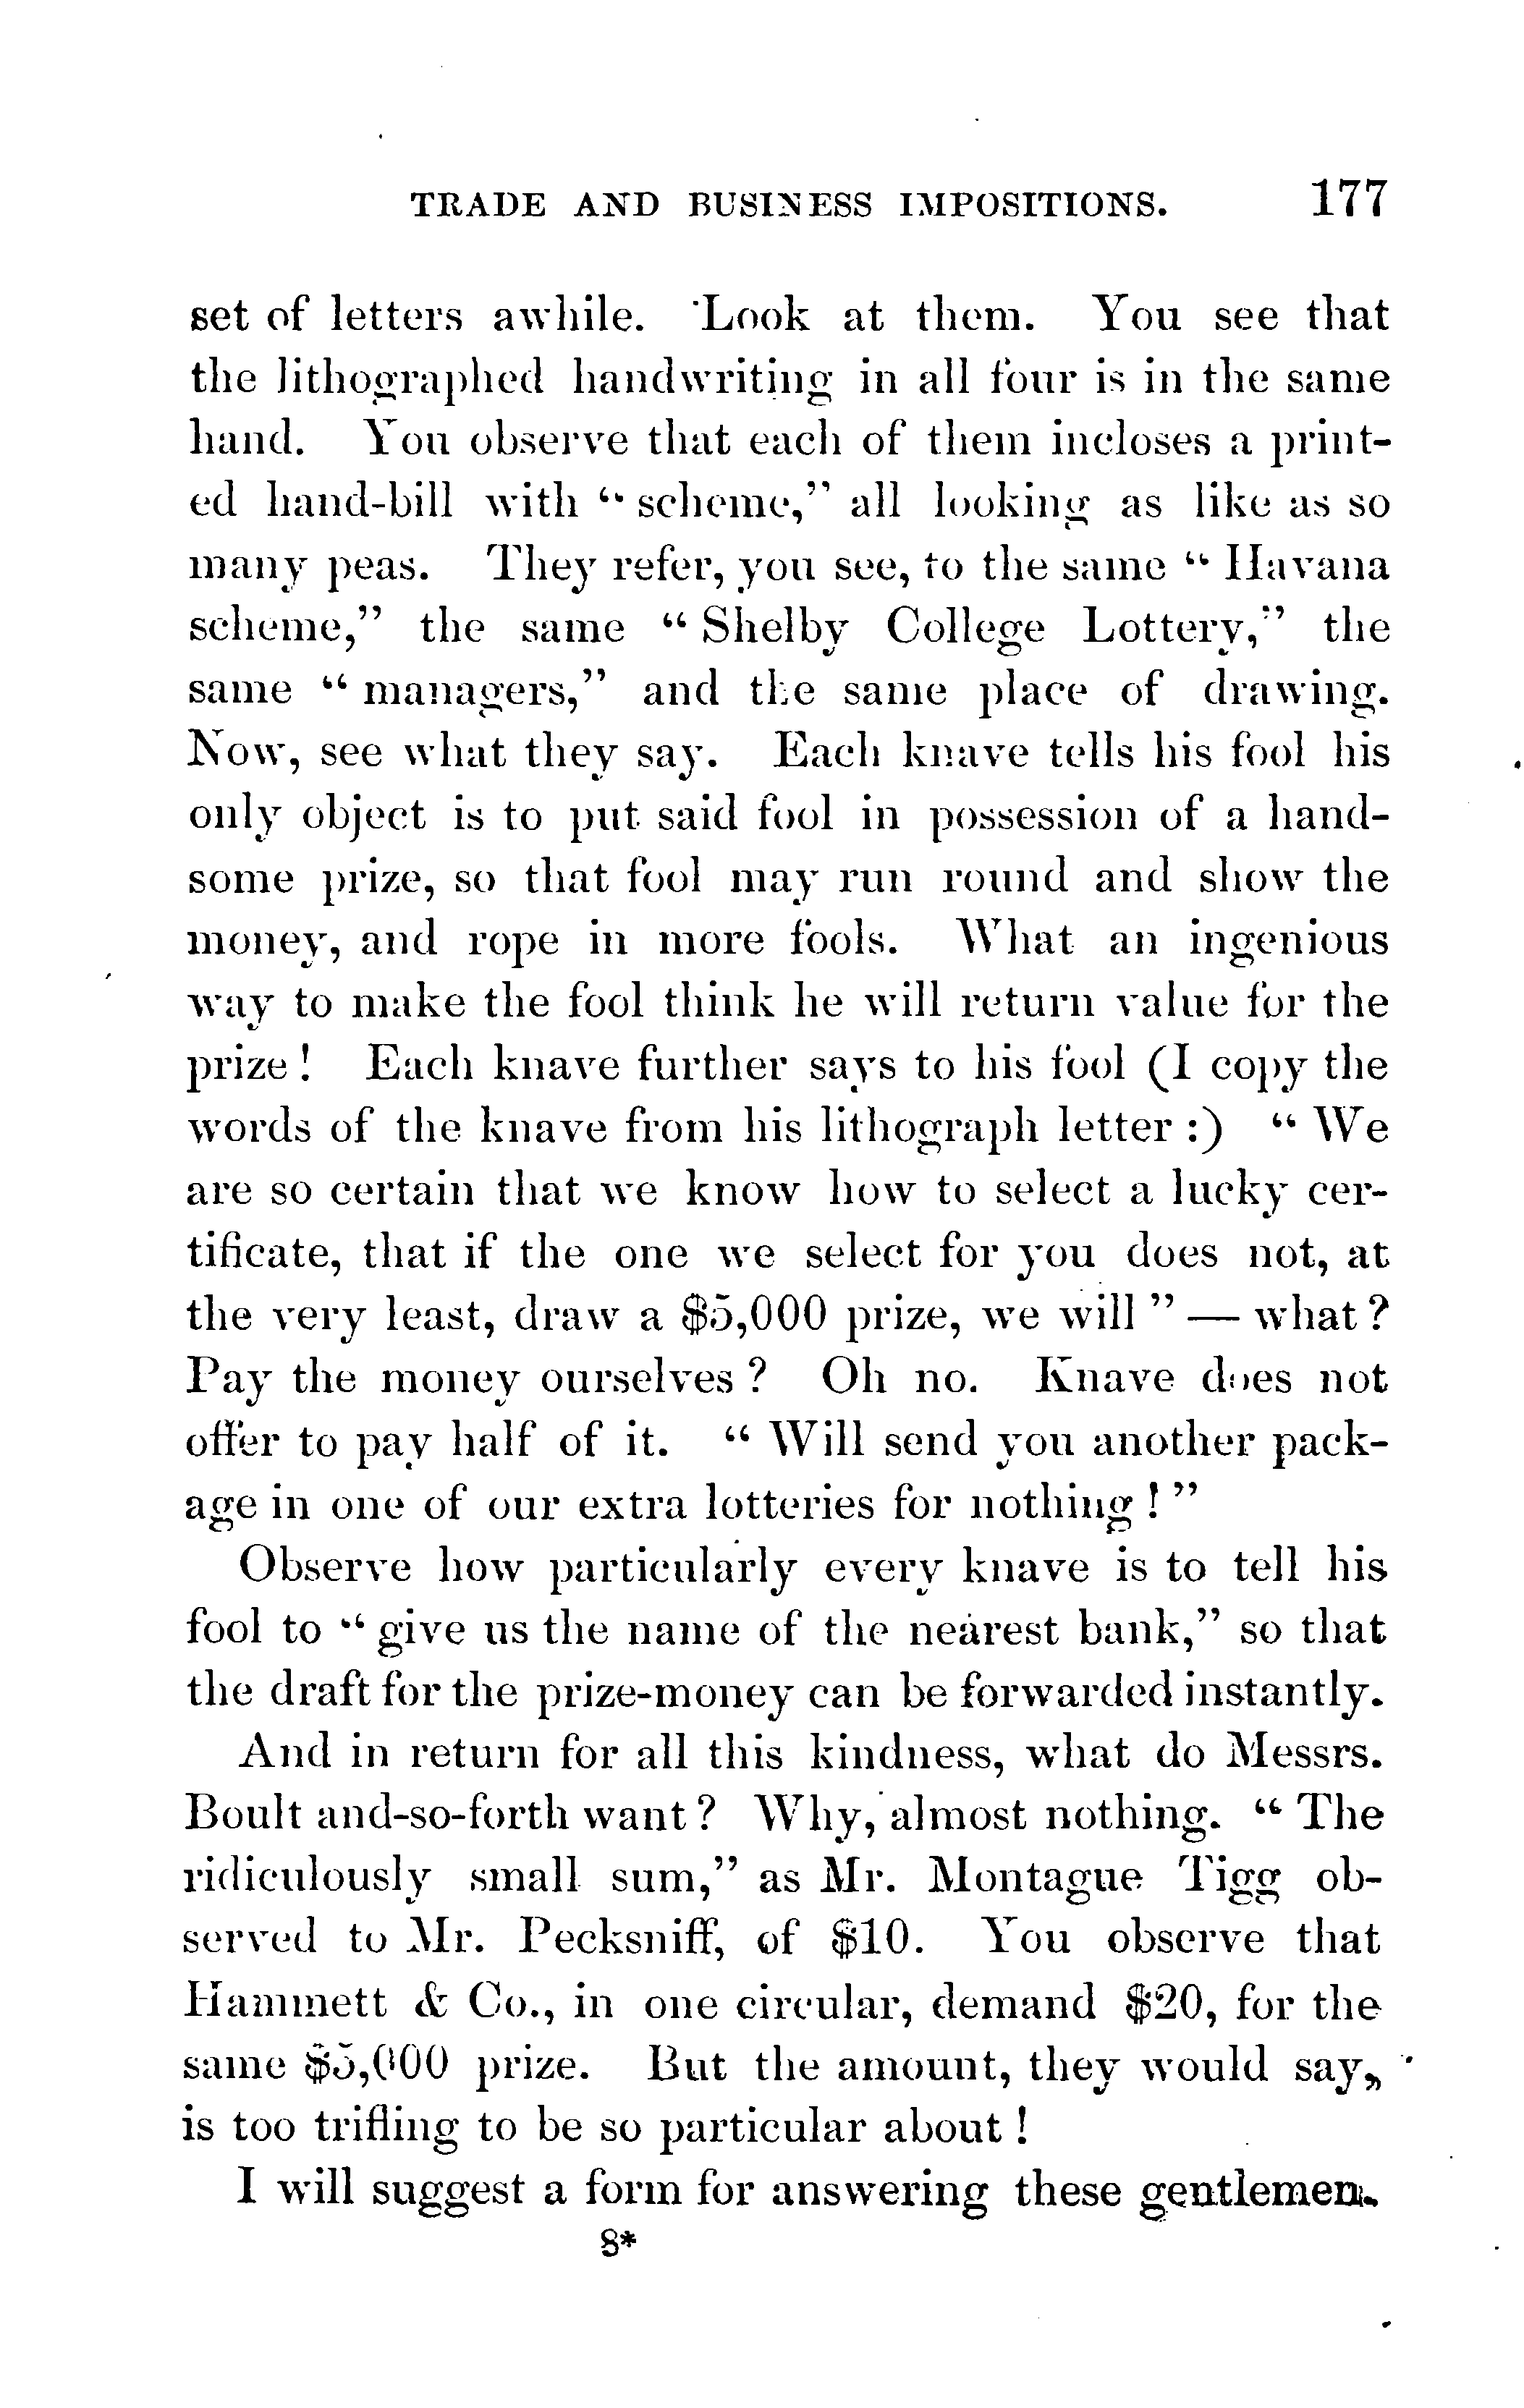 TRADE AND BUSINESS IMPOSITIONS. 177
set of letters awhile. Look at them. You see that
the lithographed handwriting in all four is in the same
hand. You observe that each of them incloses a print-
ed hand-bill with “scheme,” all looking as like as so
many peas. They refer, you see, to the same “Havana
scheme,” the same “Shelby College Lottery,” the
same “managers,” and the same place of drawing.
Now, see what they say. Each knave tells his fool his
only object is to put said fool in possession of a hand-
some prize, so that fool may run round and show the
money, and rope in more fools. What an ingenious
way to make the fool think he will return value for the
prize! Each knave further says to his fool (I copy the
words of the knave from his lithograph letter:) “We
are so certain that we know how to select a lucky cer-
tificate, that if the one we select for you does not, at
the very least, draw a $5,000 prize, we will”—what?
Pay the money ourselves? Oh no. Knave does not
offer to pay half of it. “Will send you another pack-
age in one of our extra lotteries for nothing!”
Observe how particularly every knave is to tell his
fool to “give us the name of the nearest bank,” so that
the draft for the prize-money can be forwarded instantly.
And in return for all this kindness, what do Messrs.
Boult and-so-forth want? Why, almost nothing. “The
ridiculously small sum,” as Mr. Montague Tigg ob-
served to Mr. Pecksniff, of $10. You observe that
Hammett & Co., in one circular, demand $20, for the
same $5,000 prize. But the amount, they would say,
is too trifling to be so particular about!
I will suggest a form for answering these gentlemen.
8*